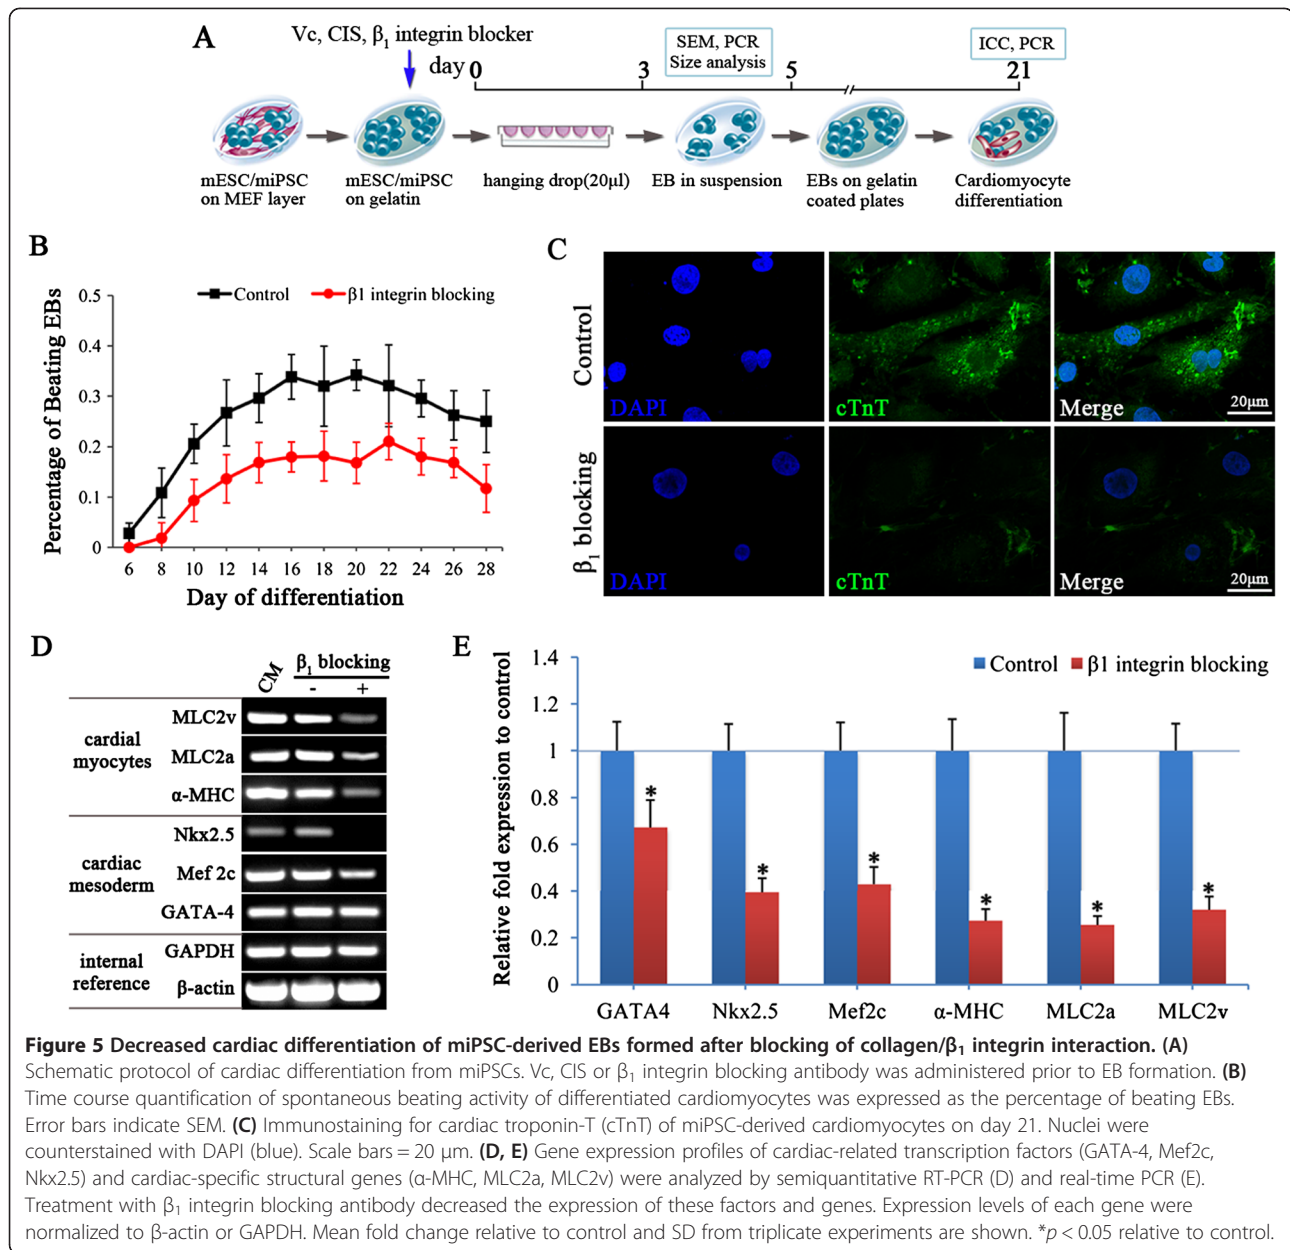 A
Vc, CIS, β1 integrin blocker
day 0 3 5 21
SEM, PCR
Size analysis
ICC, PCR
mESC/miPSC
on MEF layer
mESC/miPSC
on gelatin
hanging drop(20µl)
EB in suspension
EBs on gelatin
coated plates
Cardiomyocyte
differentiation
B
Control
β1 integrin blocking
Percentage of Beating EBs
0.5
0.4
0.3
0.2
0.1
0
6 8 10 12 14 16 18 20 22 24 26 28
Day of differentiation
C
Control
DAPI
cTnT
Merge
20µm
β1 blocking
DAPI
cTnT
Merge
20µm
D
CM
β1 blocking
- +
cardial
myocytes
MLC2v
MLC2a
α-MHC
cardiac
mesoderm
Nkx2.5
Mef 2c
GATA-4
internal
reference
GAPDH
β-actin
E
Control
β1 integrin blocking
Relative fold expression to control
1.4
1.2
1
0.8
0.6
0.4
0.2
0
* * * * * *
GATA4 Nkx2.5 Mef2c α-MHC MLC2a MLC2v
Figure 5 Decreased cardiac differentiation of miPSC-derived EBs formed after blocking of collagen/β1 integrin interaction. (A)
Schematic protocol of cardiac differentiation from miPSCs. Vc, CIS or β1 integrin blocking antibody was administered prior to EB formation. (B)
Time course quantification of spontaneous beating activity of differentiated cardiomyocytes was expressed as the percentage of beating EBs.
Error bars indicate SEM. (C) Immunostaining for cardiac troponin-T (cTnT) of miPSC-derived cardiomyocytes on day 21. Nuclei were
counterstained with DAPI (blue). Scale bars = 20 µm. (D, E) Gene expression profiles of cardiac-related transcription factors (GATA-4, Mef2c,
Nkx2.5) and cardiac-specific structural genes (α-MHC, MLC2a, MLC2v) were analyzed by semiquantitative RT-PCR (D) and real-time PCR (E).
Treatment with β1 integrin blocking antibody decreased the expression of these factors and genes. Expression levels of each gene were
normalized to β-actin or GAPDH. Mean fold change relative to control and SD from triplicate experiments are shown. *p < 0.05 relative to control.